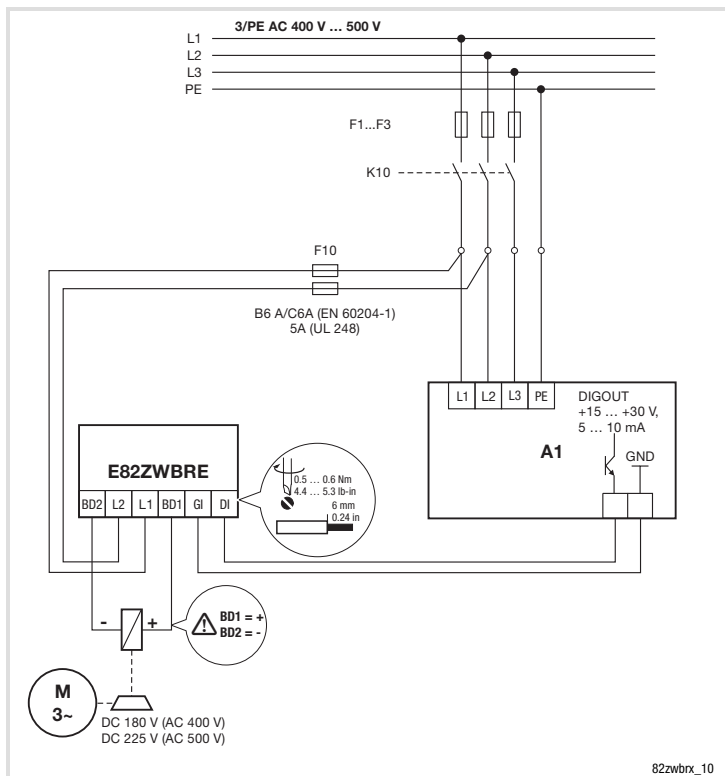 3/PE AC 400 V ... 500 V
L1
L2
L3
PE
F1...F3
K10
F10
B6 A/C6A (EN 60204-1)
5A (UL 248)
L1 L2 L3 PE
DIGOUT
+15 ... +30 V,
5 ... 10 mA
A1
GND
E82ZWBRE
BD2 L2 L1 BD1 GI DI
0.5 ... 0.6 Nm
4.4 ... 5.3 lb-in
6 mm
0.24 in
- +
BD1 = +
BD2 = -
M
3~
DC 180 V (AC 400 V)
DC 225 V (AC 500 V)
82zwbrx_10